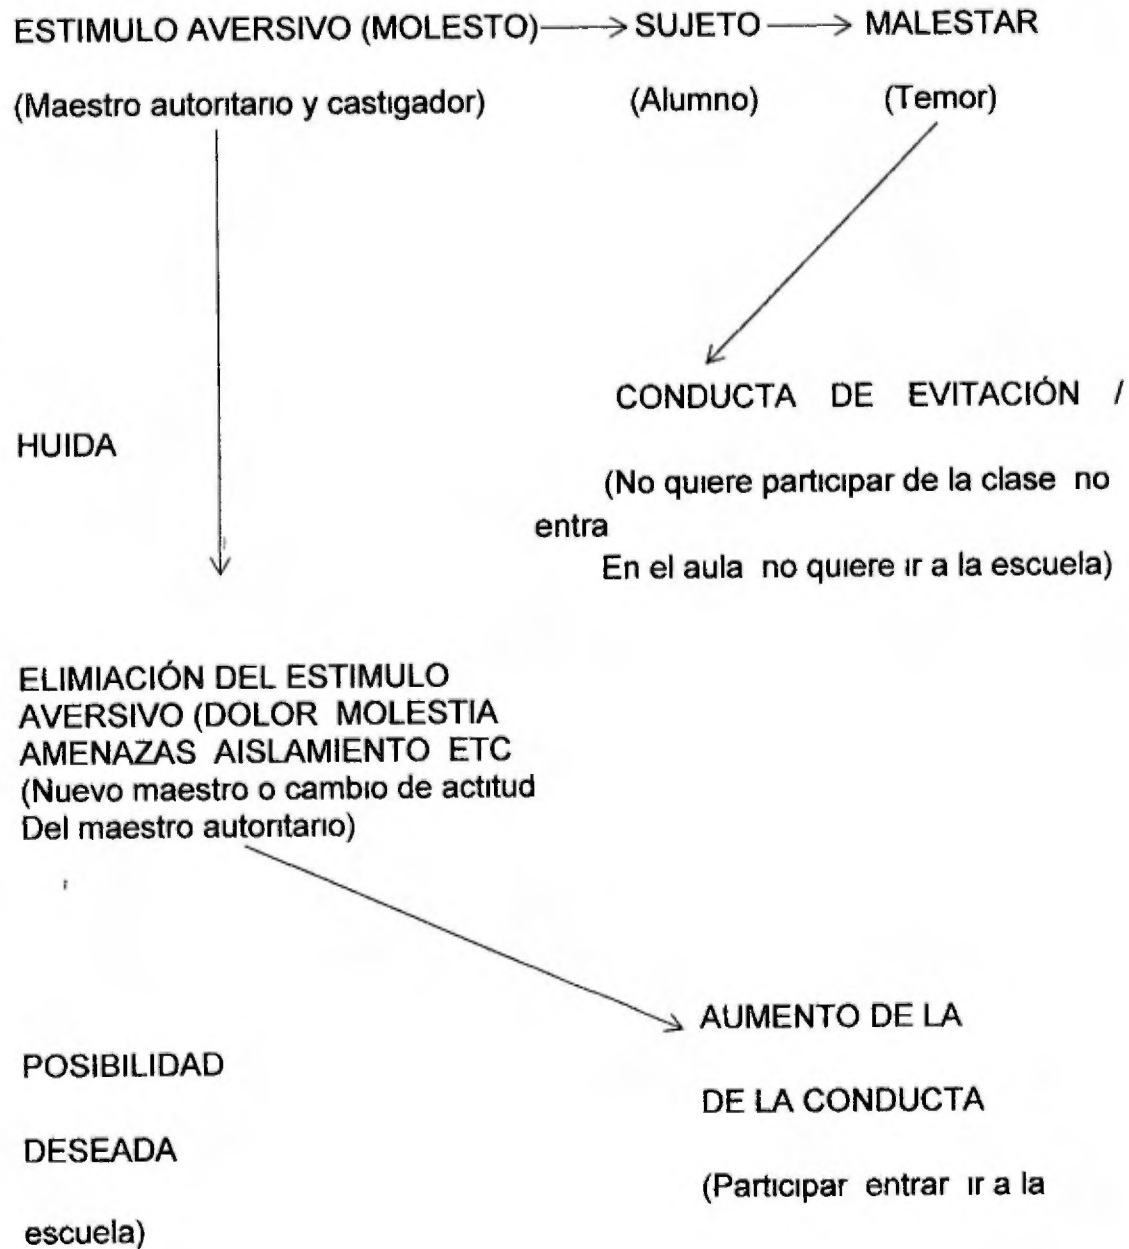 ESTIMULO AVERSIVO (MOLESTO) → SUJETO → MALESTAR
(Maestro autoritario y castigador) (Alumno) (Temor)
CONDUCTA DE EVITACIÓN /
HUIDA
(No quiere participar de la clase no
entra
En el aula no quiere ir a la escuela)
ELIMIACIÓN DEL ESTIMULO
AVERSIVO (DOLOR MOLESTIA
AMENAZAS AISLAMIENTO ETC
(Nuevo maestro o cambio de actitud
Del maestro autoritario)
AUMENTO DE LA
POSIBILIDAD
DE LA CONDUCTA
DESEADA
(Participar entrar ir a la
escuela)